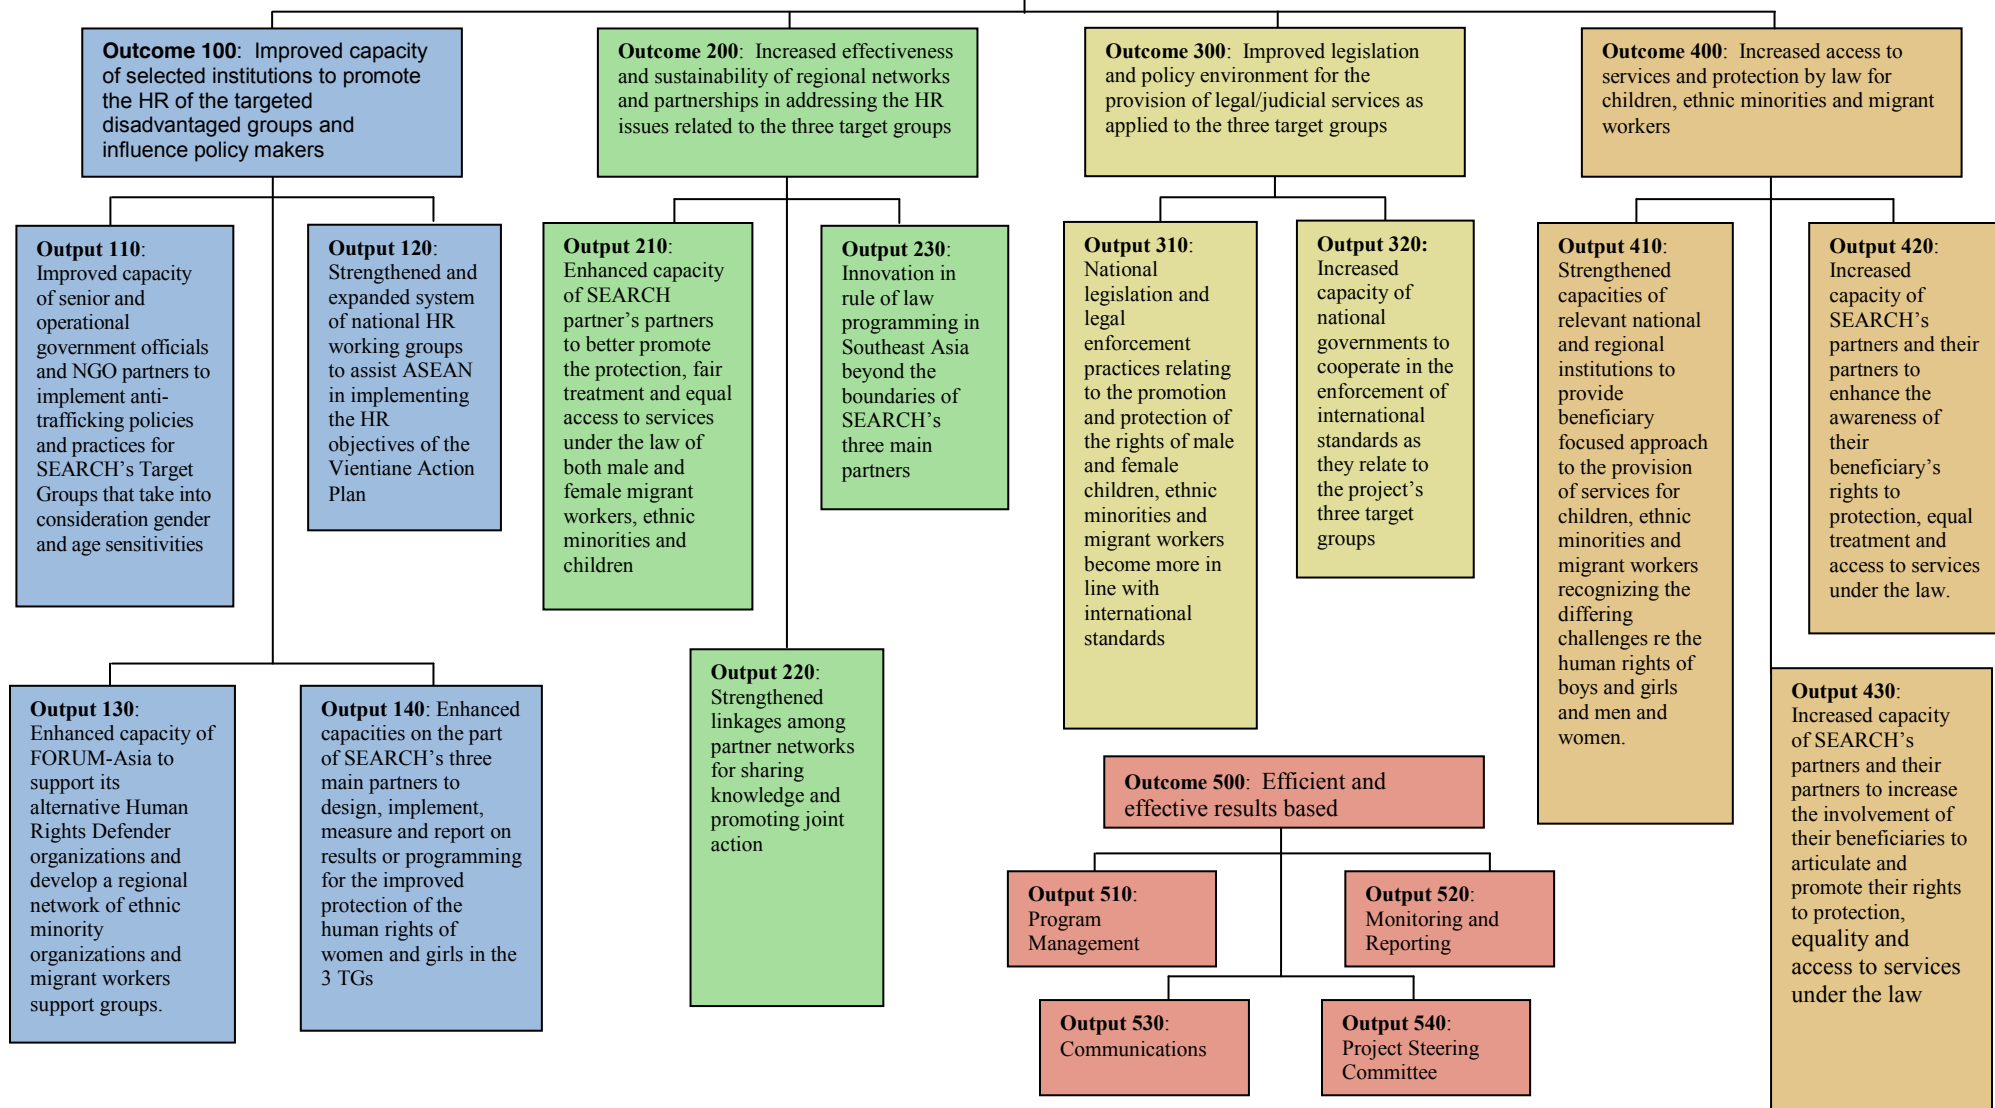 Outcome 100: Improved capacity
of selected institutions to promote
the HR of the targeted
disadvantaged groups and
influence policy makers
Outcome 200: Increased effectiveness
and sustainability of regional networks
and partnerships in addressing the HR
issues related to the three target groups
Outcome 300: Improved legislation
and policy environment for the
provision of legal/judicial services as
applied to the three target groups
Outcome 400: Increased access to
services and protection by law for
children, ethnic minorities and migrant
workers
Output 110:
Improved capacity
of senior and
operational
government officials
and NGO partners to
implement anti-
trafficking policies
and practices for
SEARCH's Target
Groups that take into
consideration gender
and age sensitivities
Output 120:
Strengthened and
expanded system
of national HR
working groups
to assist ASEAN
in implementing
the HR
objectives of the
Vientiane Action
Plan
Output 210:
Enhanced capacity
of SEARCH
partner's partners
to better promote
the protection, fair
treatment and equal
access to services
under the law of
both male and
female migrant
workers, ethnic
minorities and
children
Output 230:
Innovation in
rule of law
programming in
Southeast Asia
beyond the
boundaries of
SEARCH's
three main
partners
Output 310:
National
legislation and
legal
enforcement
practices relating
to the promotion
and protection of
the rights of male
and female
children, ethnic
minorities and
migrant workers
become more in
line with
international
standards
Output 320:
Increased
capacity of
national
governments to
cooperate in the
enforcement of
international
standards as
they relate to
the project's
three target
groups
Output 410:
Strengthened
capacities of
relevant national
and regional
institutions to
provide
beneficiary
focused approach
to the provision
of services for
children, ethnic
minorities and
migrant workers
recognizing the
differing
challenges re the
human rights of
boys and girls
and men and
women.
Output 420:
Increased
capacity of
SEARCH's
partners and their
partners to
enhance the
awareness of
their
beneficiary's
rights to
protection, equal
treatment and
access to services
under the law.
Output 130:
Enhanced capacity of
FORUM-Asia to
support its
alternative Human
Rights Defender
organizations and
develop a regional
network of ethnic
minority
organizations and
migrant workers
support groups.
Output 140: Enhanced
capacities on the part
of SEARCH's three
main partners to
design, implement,
measure and report on
results or programming
for the improved
protection of the
human rights of
women and girls in the
3 TGs
Output 220:
Strengthened
linkages among
partner networks
for sharing
knowledge and
promoting joint
action
Output 430:
Increased capacity
of SEARCH's
partners and their
partners to increase
the involvement of
their beneficiaries to
articulate and
promote their rights
to protection,
equality and
access to services
under the law
Outcome 500: Efficient and
effective results based
Output 510:
Program
Management
Output 520:
Monitoring and
Reporting
Output 530:
Communications
Output 540:
Project Steering
Committee